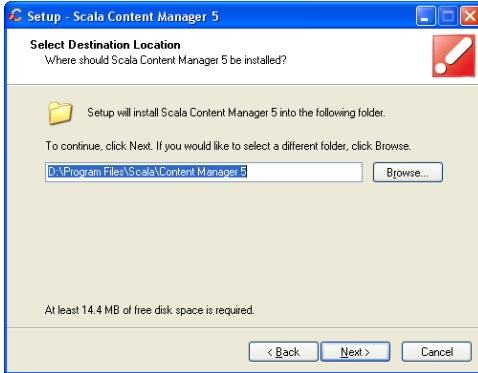 Setup - Scala Content Manager 5
Select Destination Location
Where should Scala Content Manager 5 be installed?
Setup will install Scala Content Manager 5 into the following folder.
To continue, click Next. If you would like to select a different folder, click Browse.
D:\Program Files\Scala\Content Manager 5
Browse...
At least 14.4 MB of free disk space is required.
< Back
Next >
Cancel